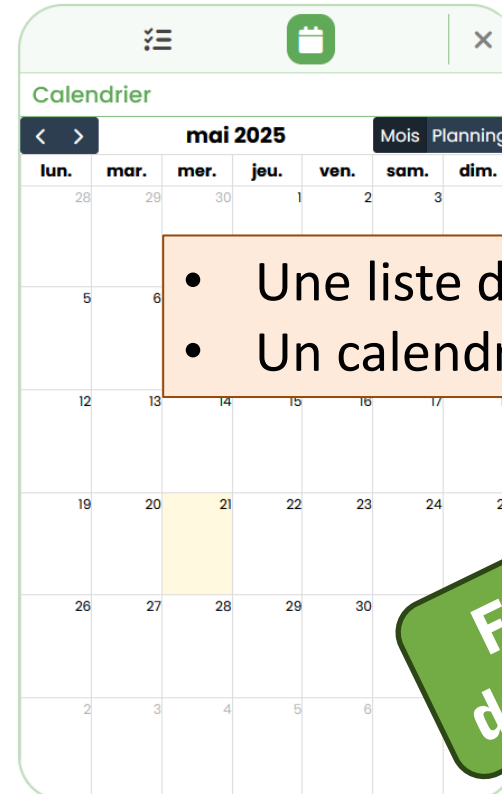 Calendrier
mai 2025 Mois Planning
lun. mar. mer. jeu. ven. sam. dim.
28 29 30 1 2 3
• Une liste
• Un
5 6
12 13 14 15 16 17
19 20 21 22 23 24
26 27 28 29 30
2 3 4 5 6